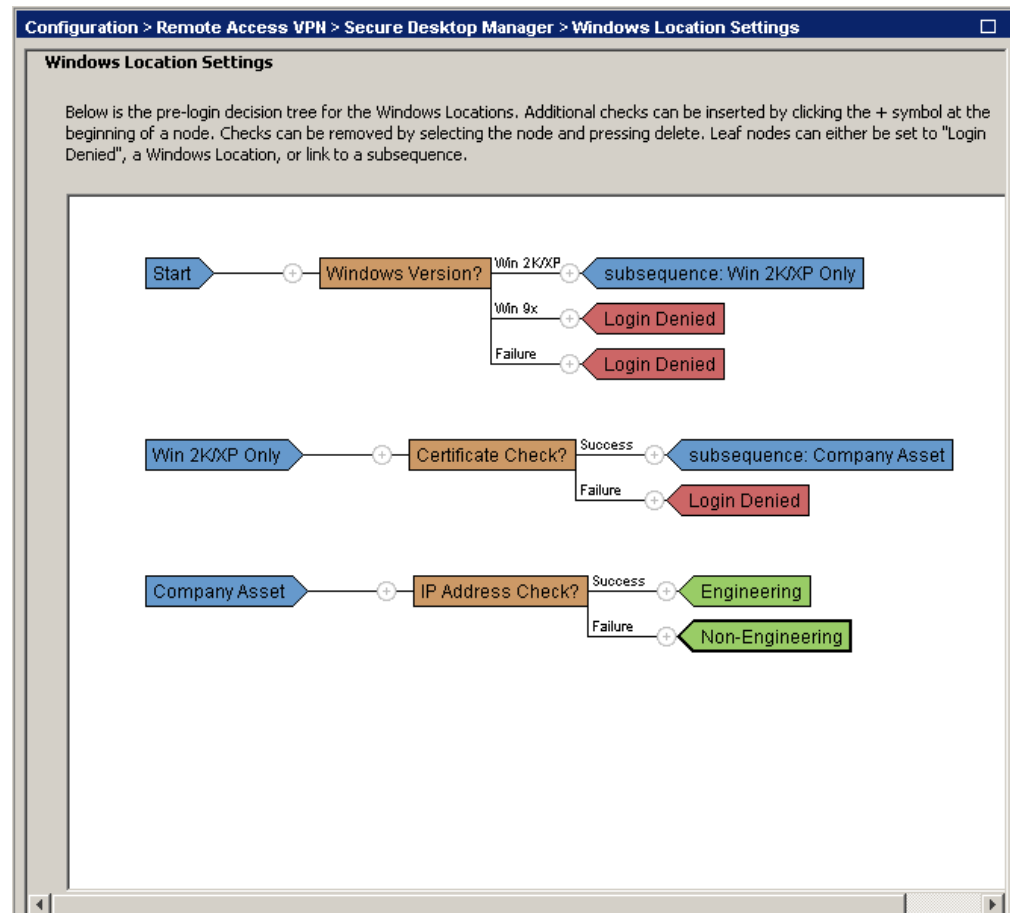 Configuration > Remote Access VPN > Secure Desktop Manager > Windows Location Settings
Windows Location Settings
Below is the pre-login decision tree for the Windows Locations. Additional checks can be inserted by clicking the + symbol at the
beginning of a node. Checks can be removed by selecting the node and pressing delete. Leaf nodes can either be set to "Login
Denied", a Windows Location, or link to a subsequence.
Start
Windows Version?
Win 2K/XP
subsequence: Win 2K/XP Only
Win 9x
Login Denied
Failure
Login Denied
Win 2K/XP Only
Certificate Check?
Success
subsequence: Company Asset
Failure
Login Denied
Company Asset
IP Address Check?
Success
Engineering
Failure
Non-Engineering